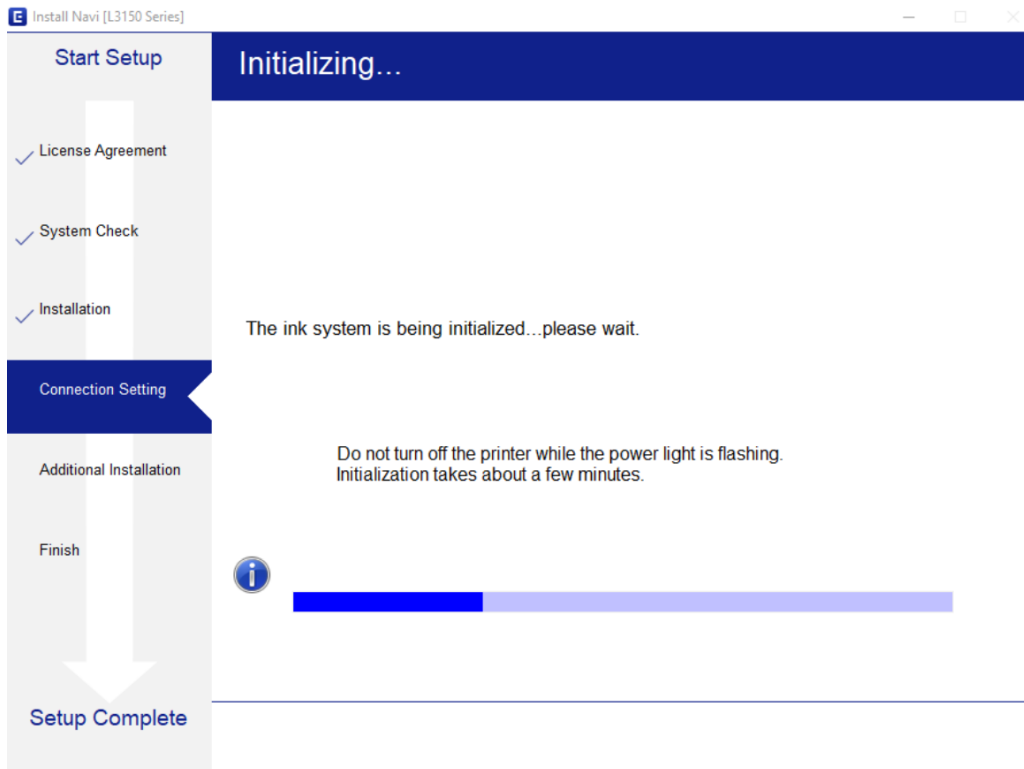 Install Navi [L3150 Series]
Start Setup
Initializing...
License Agreement
System Check
Installation
The ink system is being initialized...please wait.
Connection Setting
Do not turn off the printer while the power light is flashing.
Initialization takes about a few minutes.
Additional Installation
Finish
Setup Complete